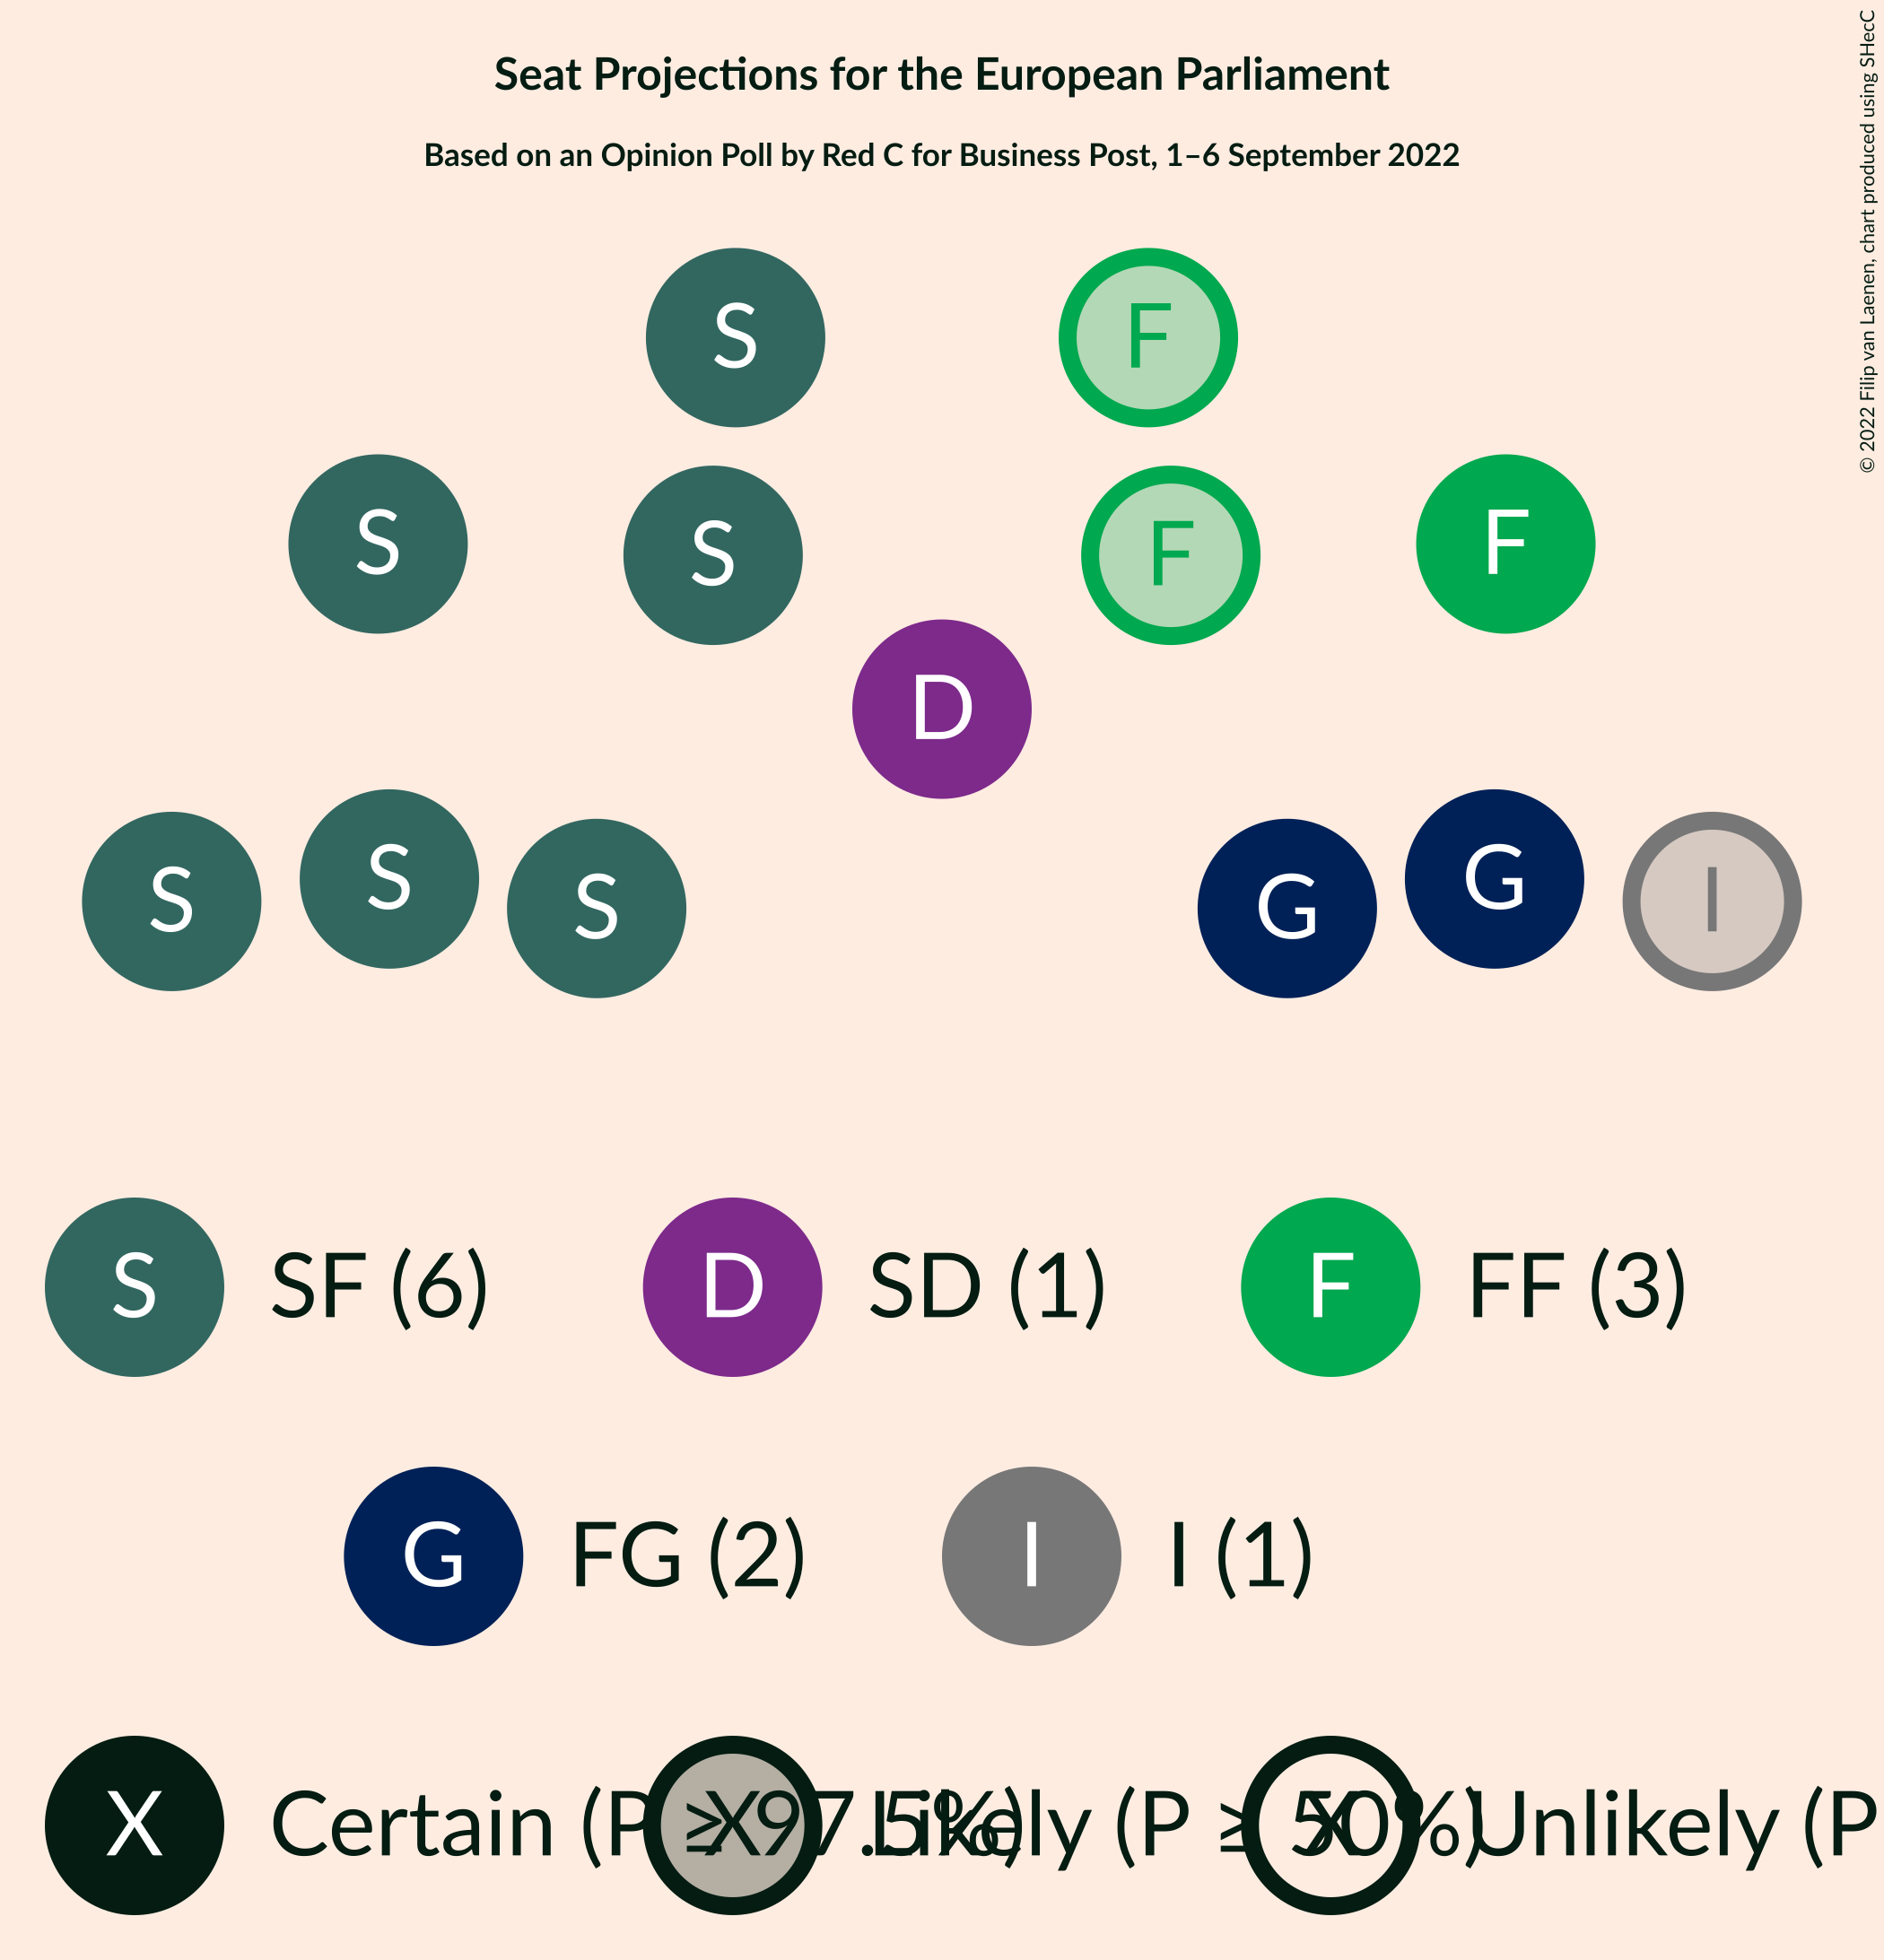 Seat Projections for the European Parliament
Based on an Opinion Poll by Red C for Business Post, 1–6 September 2022
© 2022 Filip van Laenen, chart produced using SHecC
S F
S S F F
D
S S S G G I
S SF (6) D SD (1) F FF (3)
G FG (2) I I (1)
X Certain (P ≥ 97.5%) X Likely (P ≥ 50%) X Unlikely (P